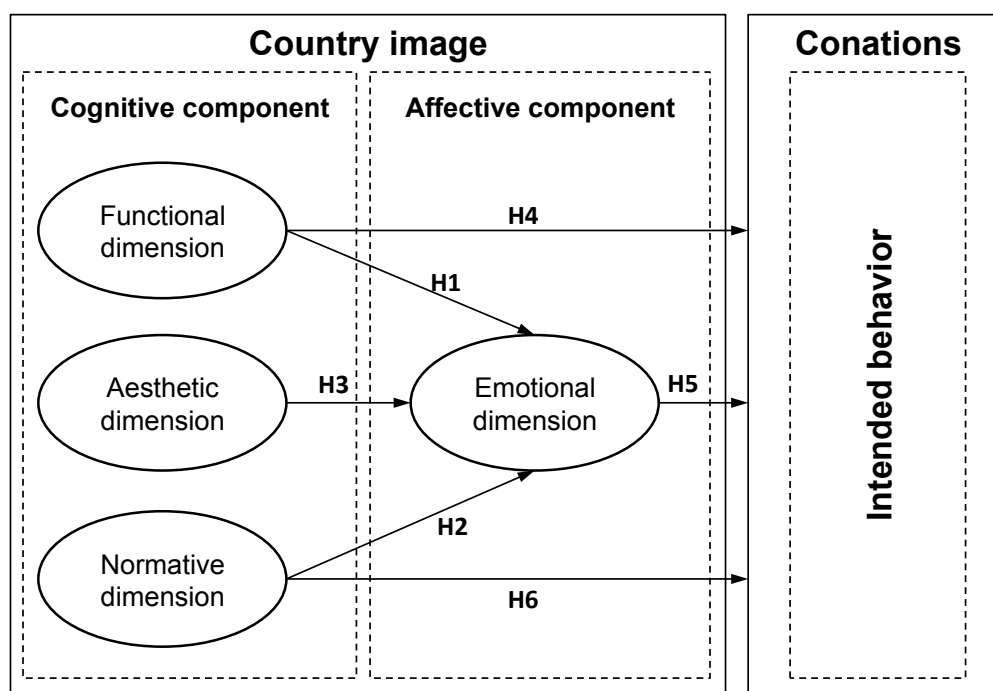 Country image
Conations
Cognitive component
Affective component
Functional
dimension
H4
H1
Aesthetic
dimension
H3
Emotional
dimension
H5
Intended behavior
H2
Normative
dimension
H6